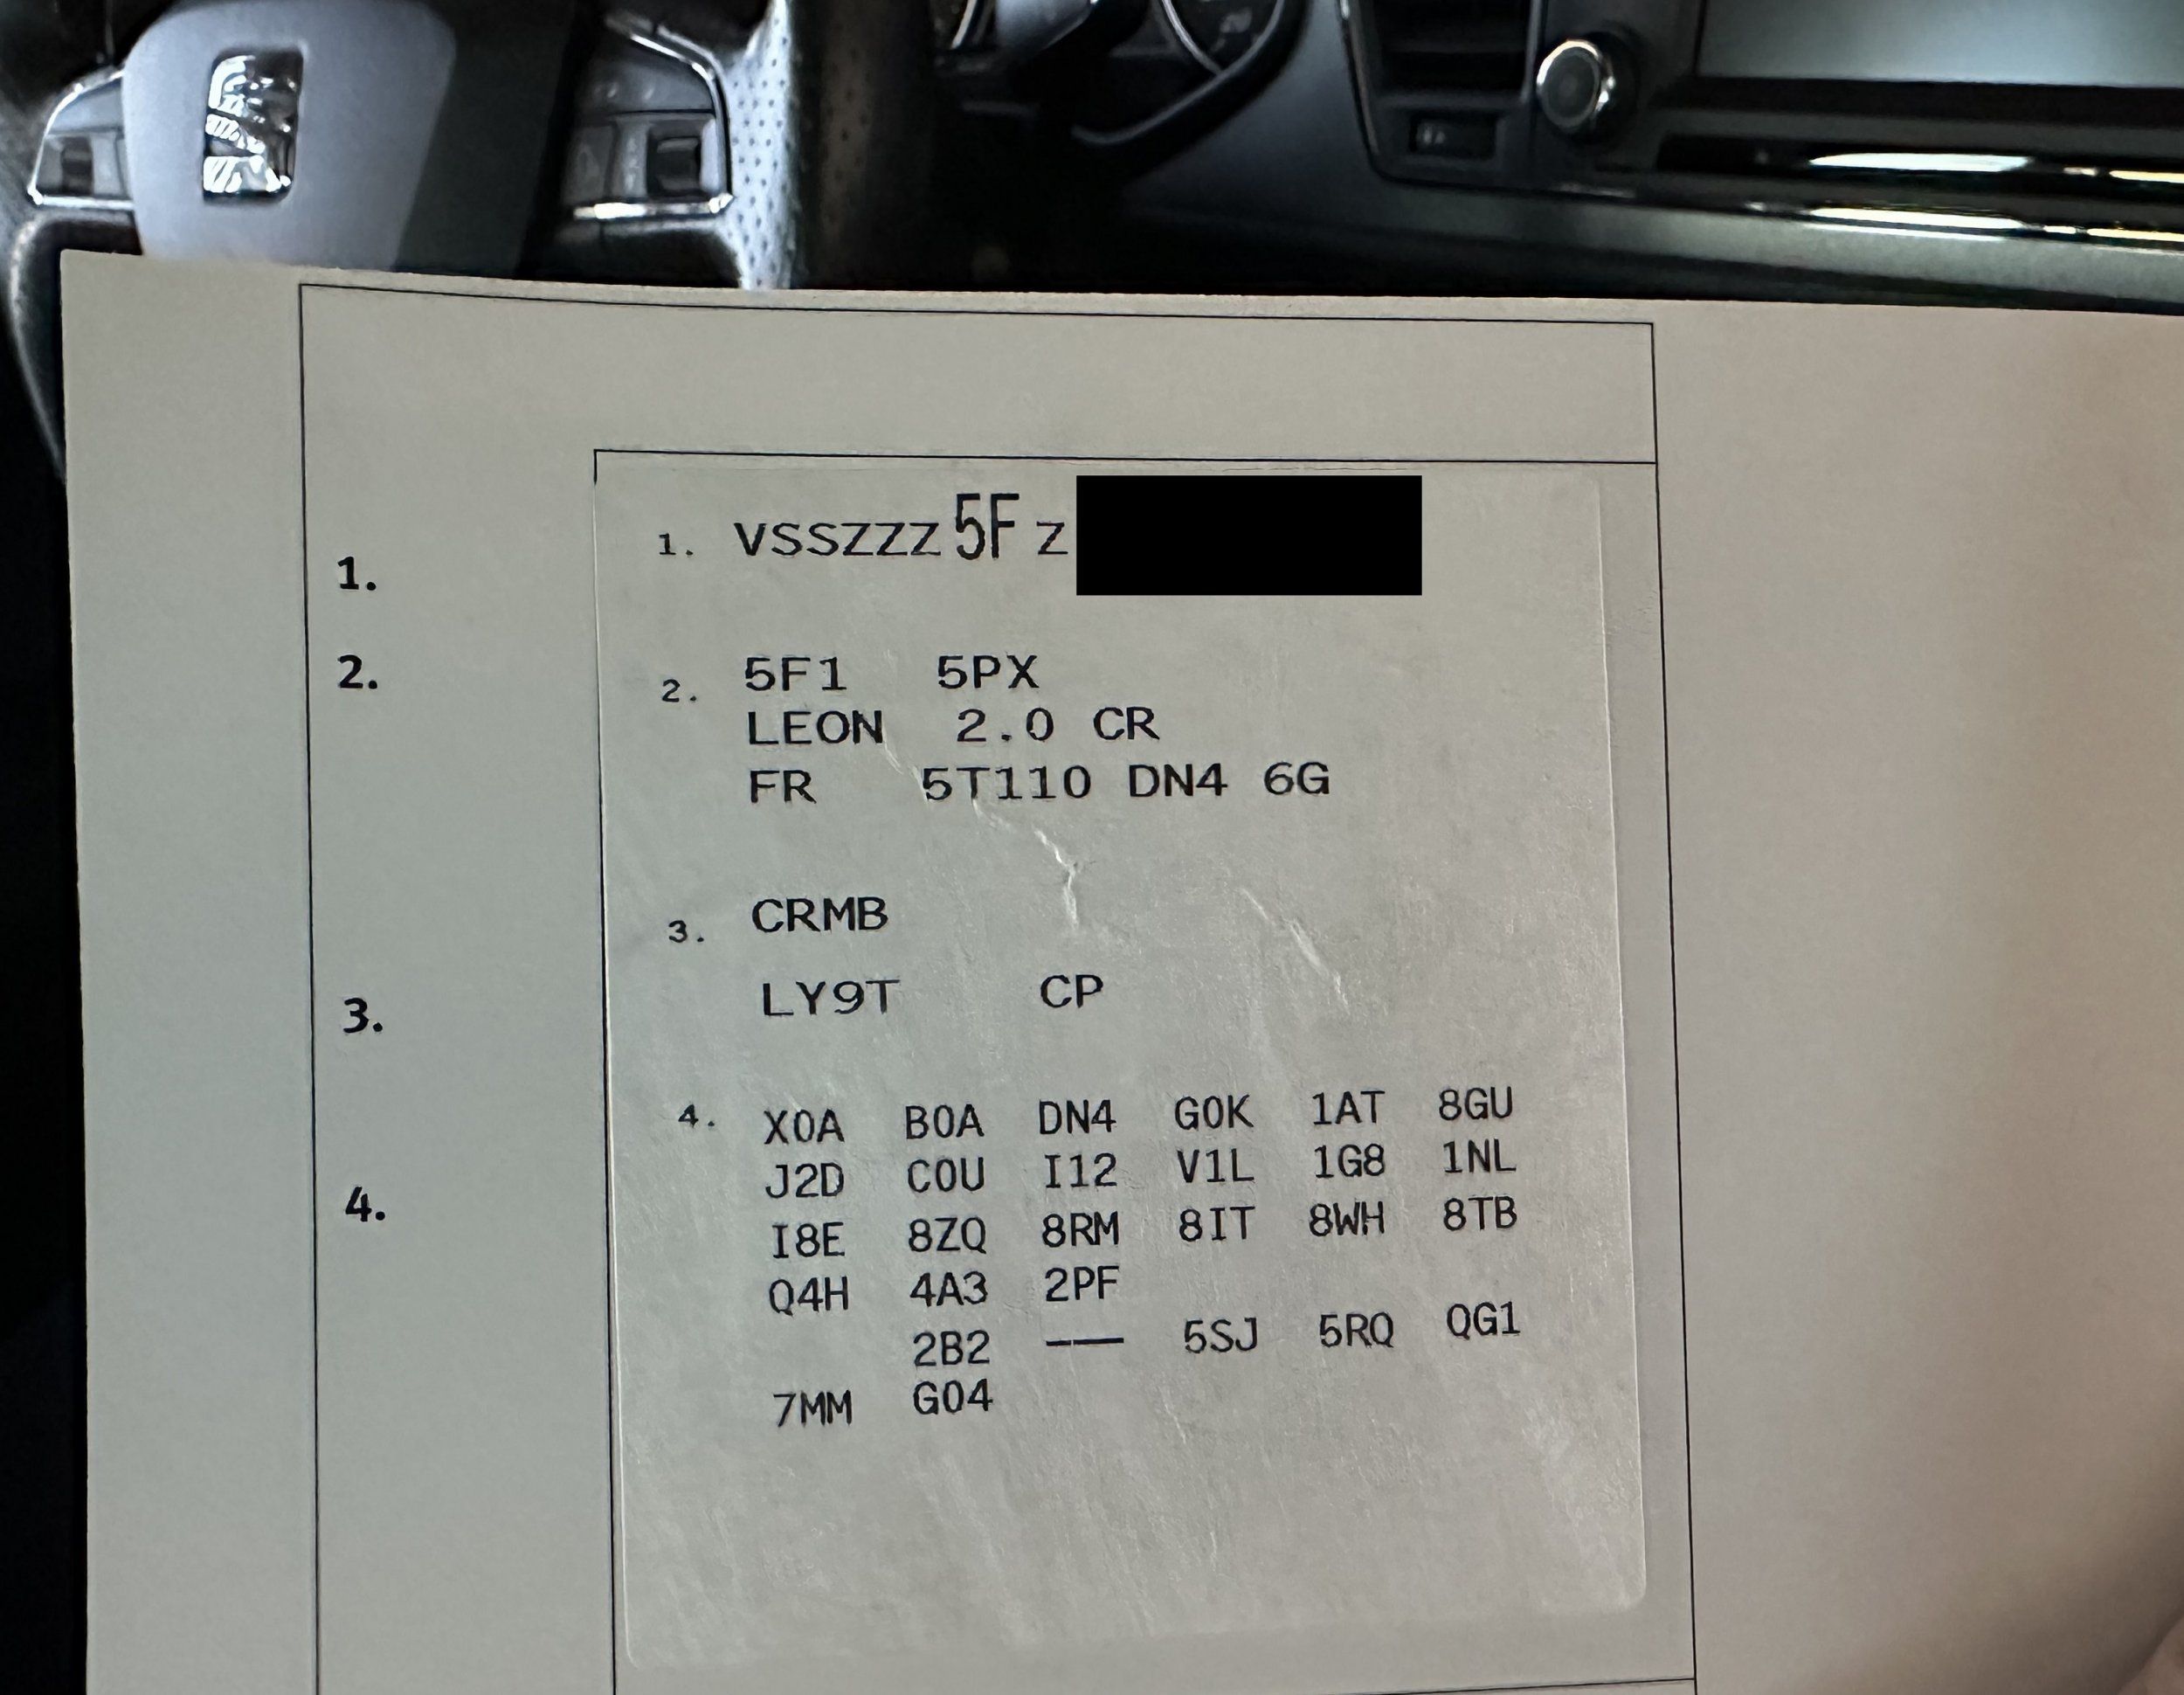 1.
2.
3.
4.
1. VSSZZZ 5F Z
2. 5F1 5PX
LEON 2.0 CR
FR 5T110 DN4 6G
3. CRMB
LY9T CP
4. X0A B0A DN4 G0K 1AT 8GU
J2D C0U I12 V1L 1G8 1NL
I8E 8ZQ 8RM 8IT 8WH 8TB
Q4H 4A3 2PF
2B2 --- 5SJ 5RQ QG1
7MM G04